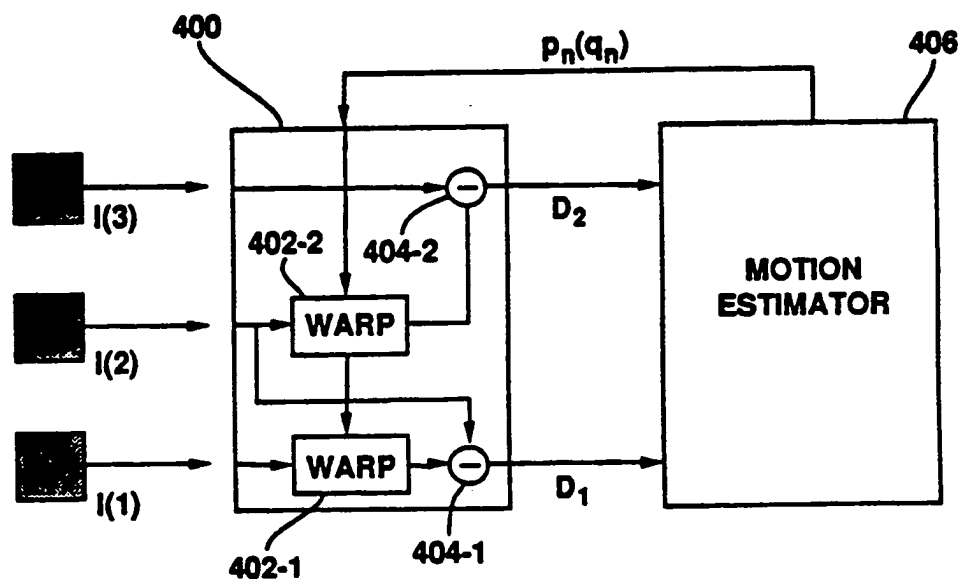 400
pn(qn)
406
I(3)
404-2
D2
402-2
WARP
MOTION
ESTIMATOR
I(2)
WARP
I(1)
D1
402-1
404-1
−
−